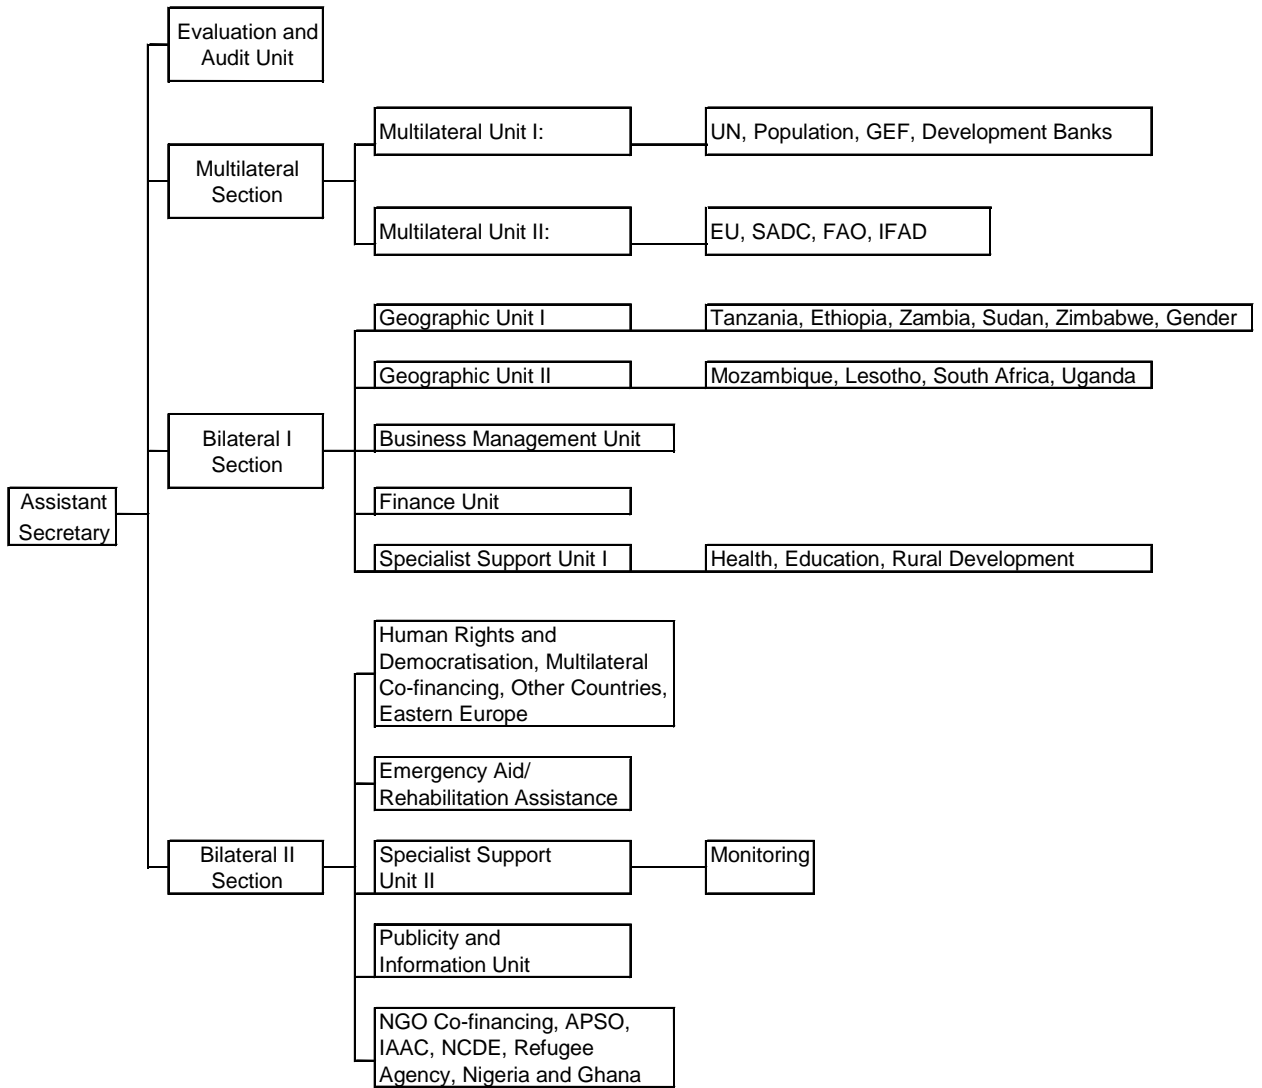 Evaluation and
Audit Unit
Multilateral Unit I:
UN, Population, GEF, Development Banks
Multilateral
Section
Multilateral Unit II:
EU, SADC, FAO, IFAD
Geographic Unit I
Tanzania, Ethiopia, Zambia, Sudan, Zimbabwe, Gender
Geographic Unit II
Mozambique, Lesotho, South Africa, Uganda
Bilateral I
Section
Business Management Unit
Assistant
Secretary
Finance Unit
Specialist Support Unit I
Health, Education, Rural Development
Human Rights and
Democratisation, Multilateral
Co-financing, Other Countries,
Eastern Europe
Emergency Aid/
Rehabilitation Assistance
Bilateral II
Section
Specialist Support
Unit II
Monitoring
Publicity and
Information Unit
NGO Co-financing, APSO,
IAAC, NCDE, Refugee
Agency, Nigeria and Ghana